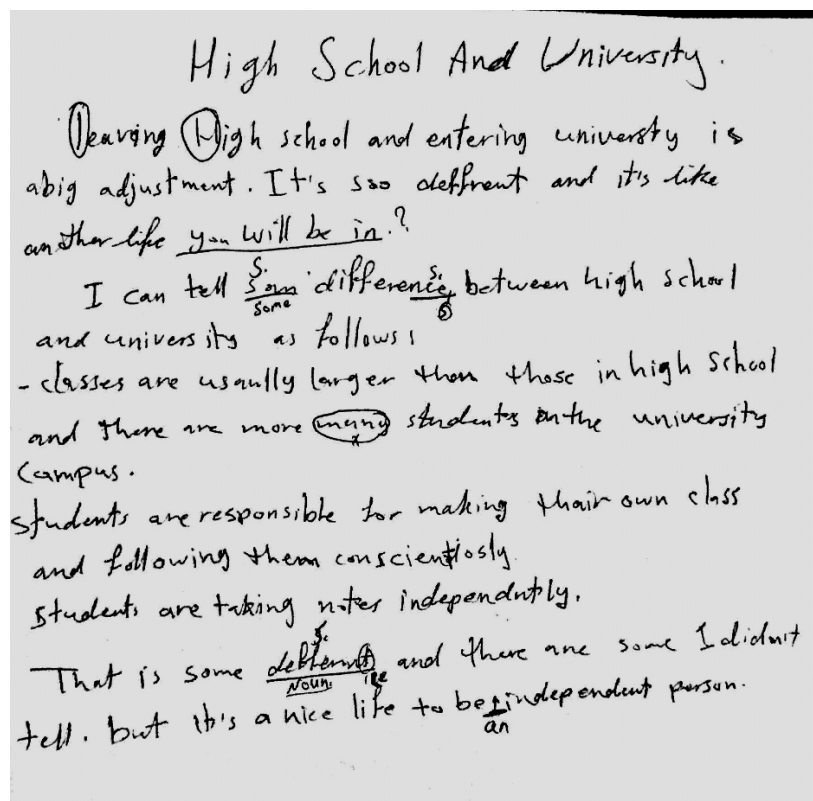 High School And University.
Leaving High school and entering universty is
abig adjustment. It's soo deffrent and it's like
another life you will be in.?
S. S.
I can tell som difference between high school
some s
and university as follows:
- classes are usaully larger than those in high School
and there are more many students in the university
x
campus.
students are responsible for making thair own class
and following them conscientiosly.
students are taking notes independntly.
S.
That is some deffernt and there are some I didn't
Noun.
tell. but it's a nice life to be independent person.
an